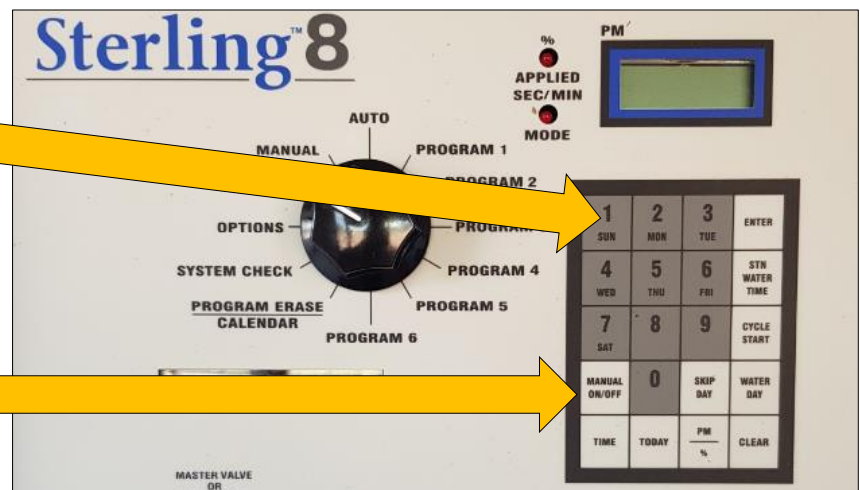 Sterling™8
%
APPLIED
SEC/MIN
MODE
PM
AUTO
MANUAL
PROGRAM 1
PROGRAM 2
OPTIONS
PROGRAM
SYSTEM CHECK
PROGRAM 4
PROGRAM ERASE
CALENDAR
PROGRAM 5
PROGRAM 6
1
SUN
2
MON
3
TUE
ENTER
4
WED
5
THU
6
FRI
STN
WATER
TIME
7
SAT
8
9
CYCLE
START
MANUAL
ON/OFF
0
SKIP
DAY
WATER
DAY
TIME
TODAY
PM
%
CLEAR
MASTER VALVE
OR